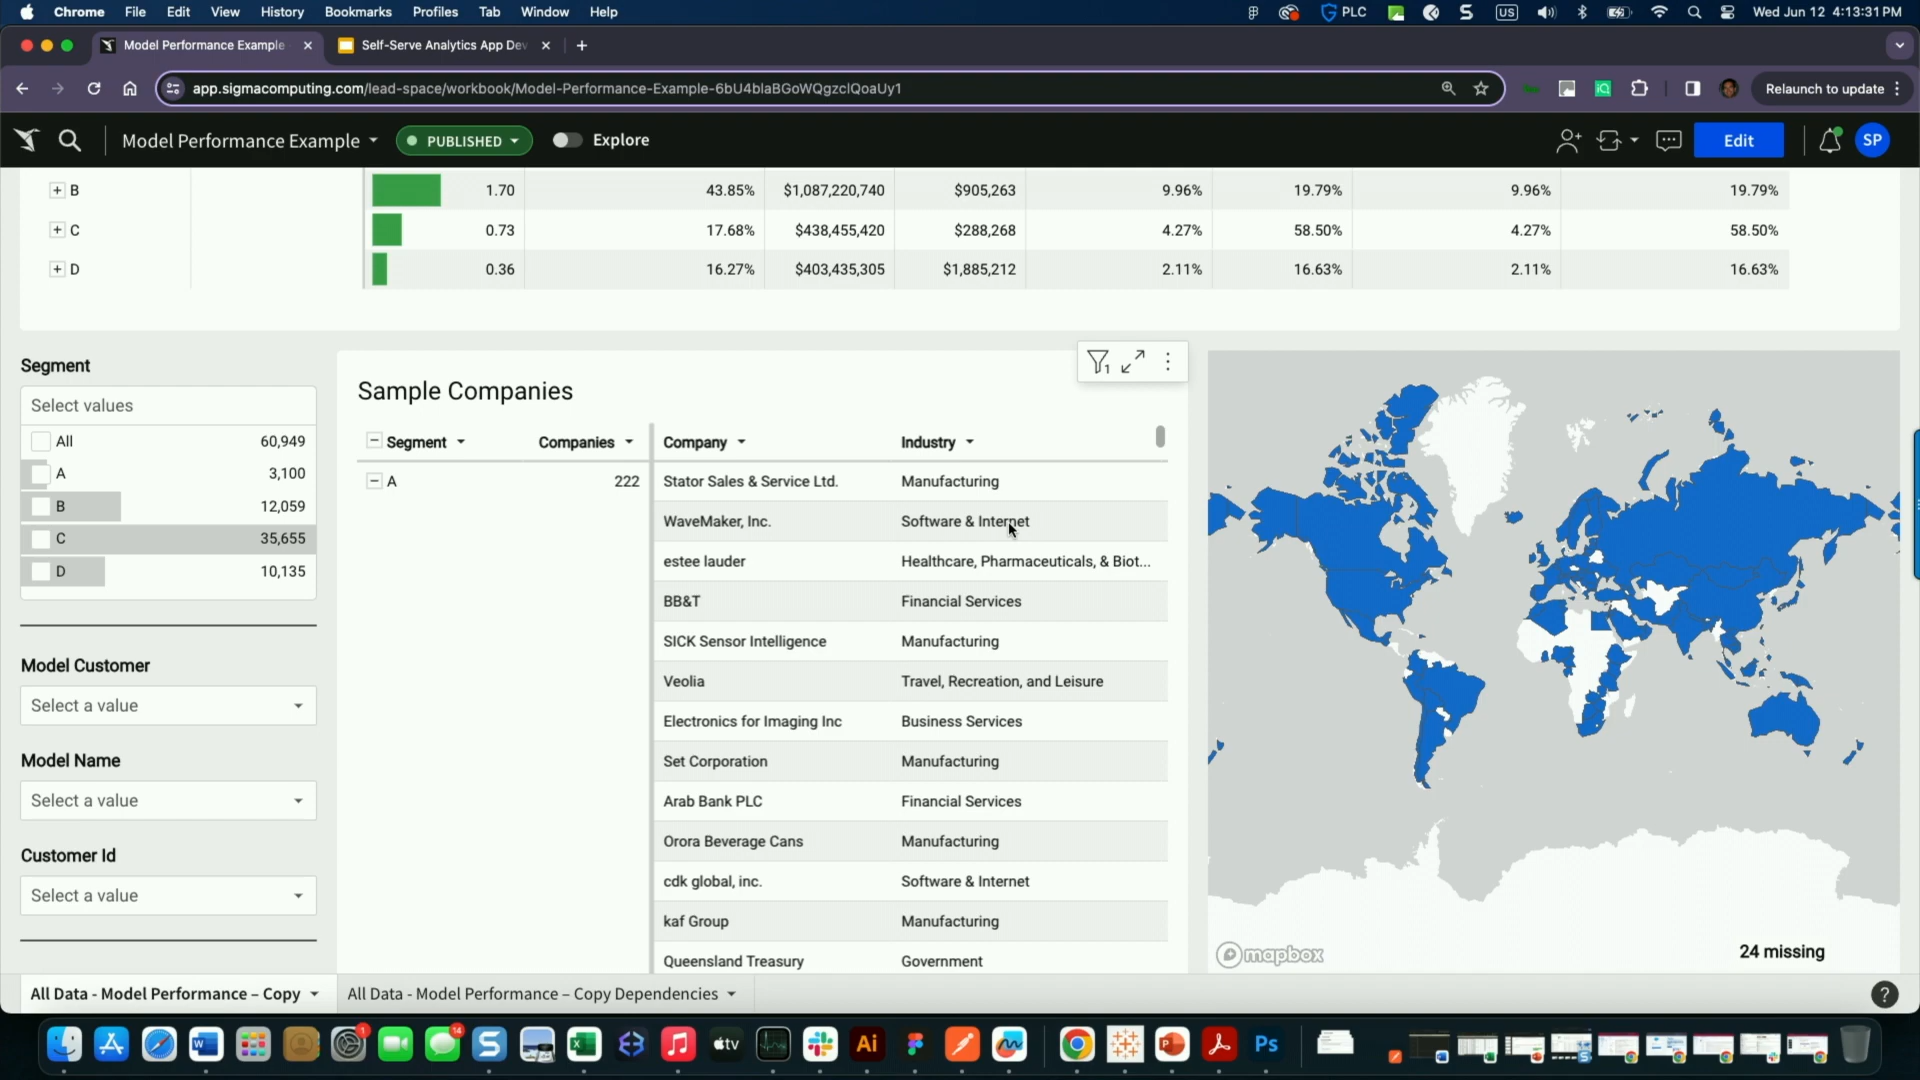 Chrome File Edit View History Bookmarks Profiles Tab Window Help PLC US Wed Jun 12 4:13:31 PM
Model Performance Example Self-Serve Analytics App Dev
app.sigmacomputing.com/lead-space/workbook/Model-Performance-Example-6bU4blaBGoWQgzclQoaUy1 Relaunch to update
Model Performance Example PUBLISHED Explore Edit SP
B 1.70 43.85% $1,087,220,740 $905,263 9.96% 19.79% 9.96% 19.79%
C 0.73 17.68% $438,455,420 $288,268 4.27% 58.50% 4.27% 58.50%
D 0.36 16.27% $403,435,305 $1,885,212 2.11% 16.63% 2.11% 16.63%
Segment
Select values
All 60,949
A 3,100
B 12,059
C 35,655
D 10,135
Model Customer
Select a value
Model Name
Select a value
Customer Id
Select a value
1
Sample Companies
Segment Companies Company Industry
A 222 Stator Sales & Service Ltd. Manufacturing
WaveMaker, Inc. Software & Internet
estee lauder Healthcare, Pharmaceuticals, & Biot...
BB&T Financial Services
SICK Sensor Intelligence Manufacturing
Veolia Travel, Recreation, and Leisure
Electronics for Imaging Inc Business Services
Set Corporation Manufacturing
Arab Bank PLC Financial Services
Orora Beverage Cans Manufacturing
cdk global, inc. Software & Internet
kaf Group Manufacturing
Queensland Treasury Government
mapbox
24 missing
All Data - Model Performance – Copy All Data - Model Performance – Copy Dependencies ?
1 14 tv Ai Ps